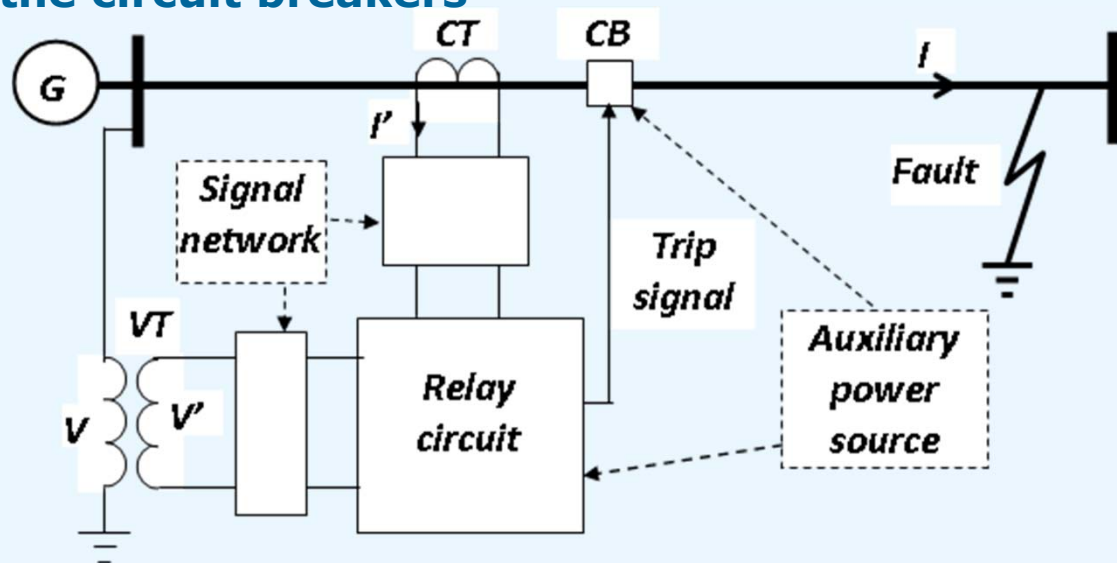 the circuit breakers
CT
CB
I
G
I’
Fault
Signal
network
Trip
signal
VT
Auxiliary
power
source
Relay
circuit
V
V’